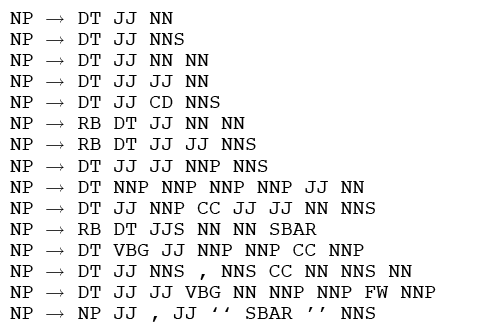 NP → DT JJ NN
NP → DT JJ NNS
NP → DT JJ NN NN
NP → DT JJ JJ NN
NP → DT JJ CD NNS
NP → RB DT JJ NN NN
NP → RB DT JJ JJ NNS
NP → DT JJ JJ NNP NNS
NP → DT NNP NNP NNP NNP JJ NN
NP → DT JJ NNP CC JJ JJ NN NNS
NP → RB DT JJS NN NN SBAR
NP → DT VBG JJ NNP NNP CC NNP
NP → DT JJ NNS , NNS CC NN NNS NN
NP → DT JJ JJ VBG NN NNP NNP FW NNP
NP → NP JJ , JJ ‘‘ SBAR ’’ NNS